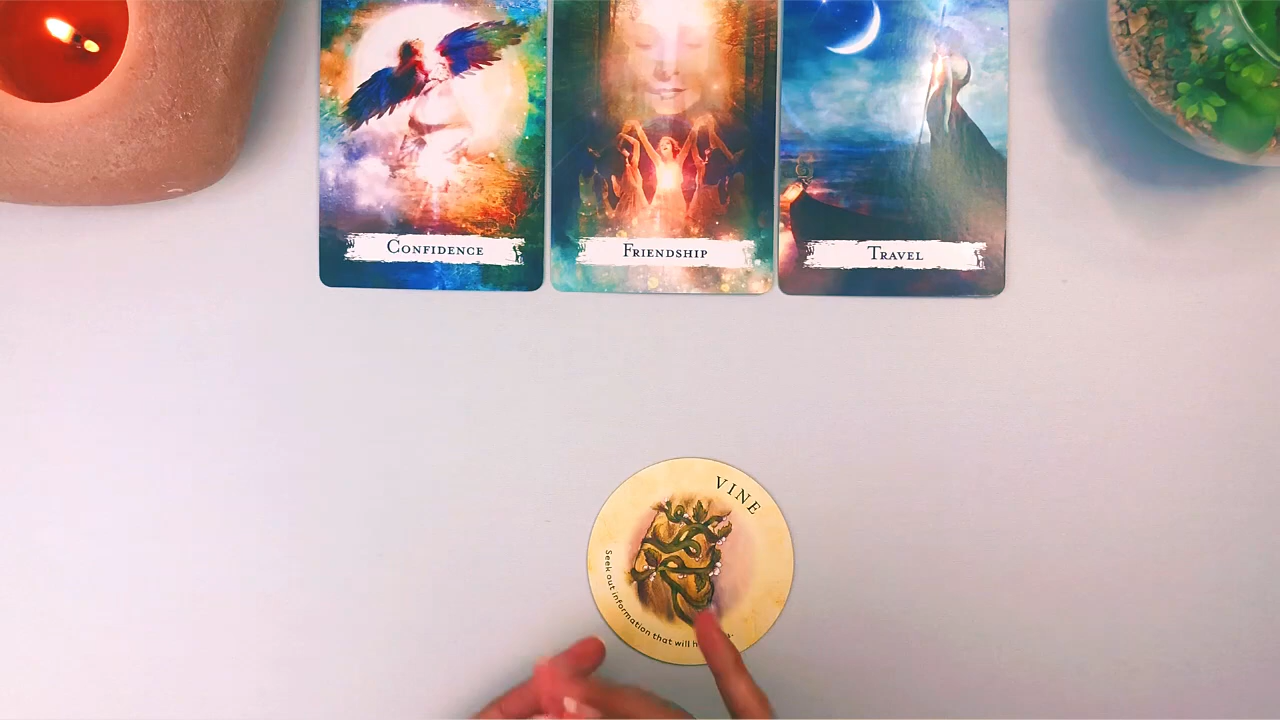 Confidence
Friendship
Travel
VINE
Seek out information that will